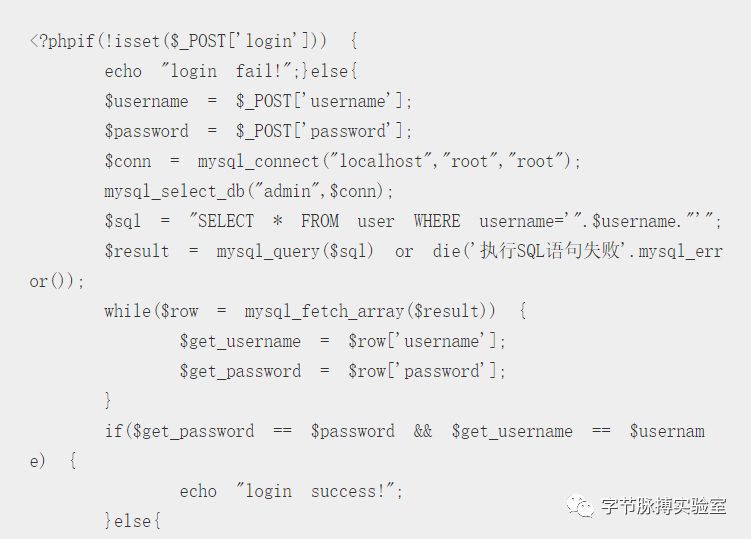 <?phpif(!isset($_POST['login'])) {
echo "login fail!";}else{
$username = $_POST['username'];
$password = $_POST['password'];
$conn = mysql_connect("localhost","root","root");
mysql_select_db("admin",$conn);
$sql = "SELECT * FROM user WHERE username='".$username."'";
$result = mysql_query($sql) or die('执行SQL语句失败'.mysql_err
or());
while($row = mysql_fetch_array($result)) {
$get_username = $row['username'];
$get_password = $row['password'];
}
if($get_password == $password && $get_username == $usernam
e) {
echo "login success!";
}else{
字节脉搏实验室